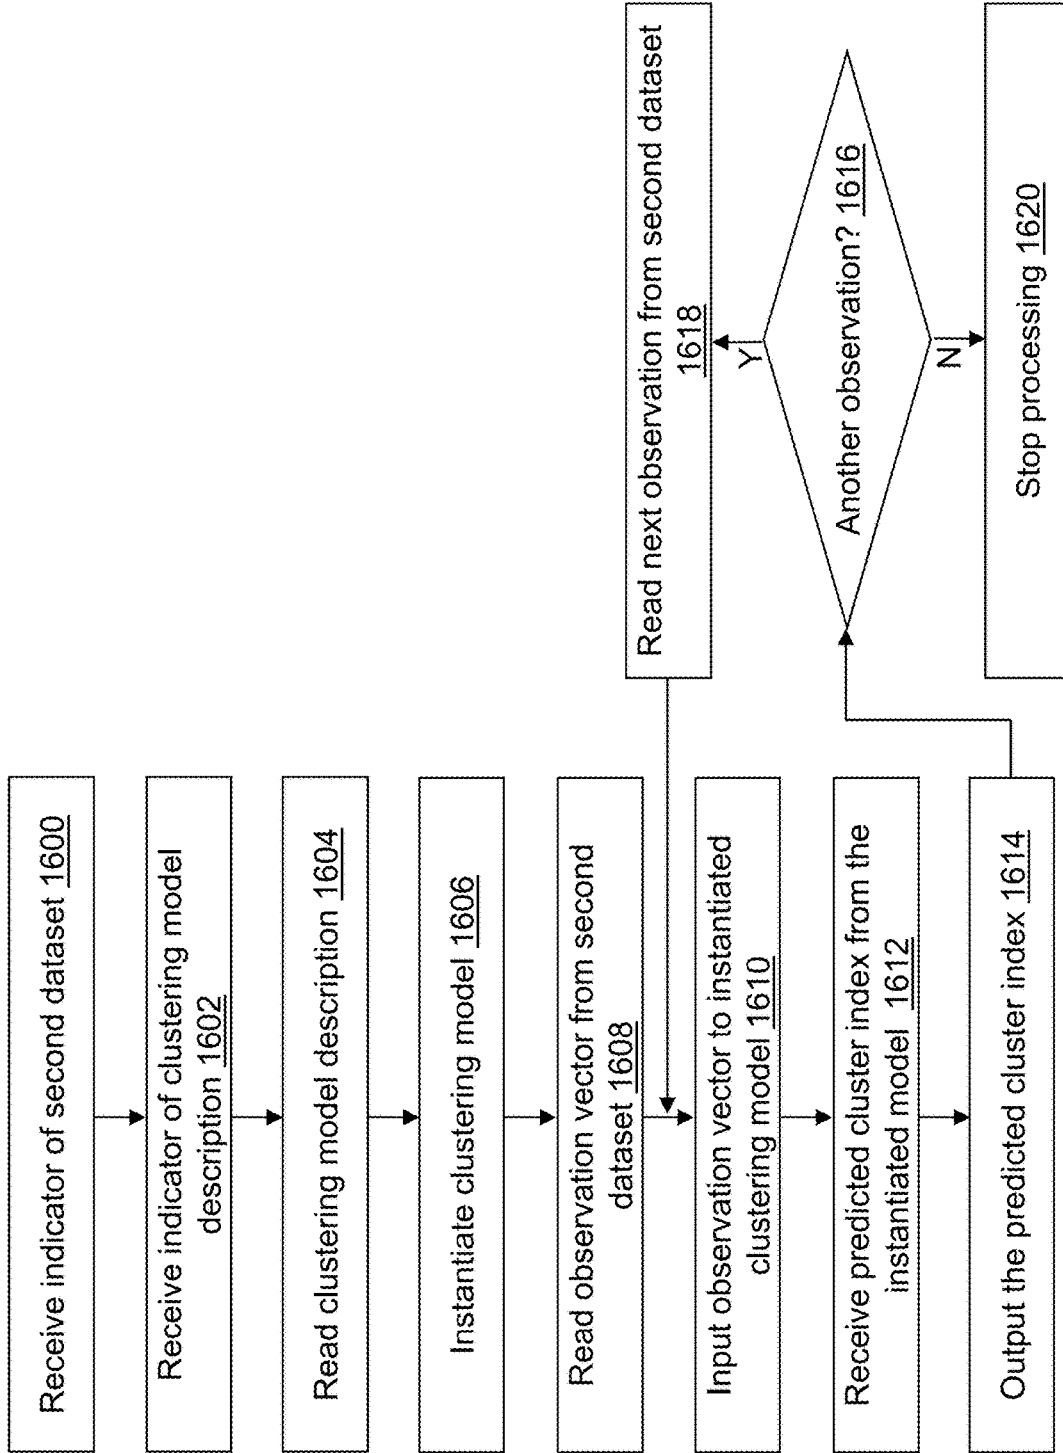 Receive indicator of second dataset 1600
Receive indicator of clustering model
description 1602
Read clustering model description 1604
Instantiate clustering model 1606
Read observation vector from second
dataset 1608
Input observation vector to instantiated
clustering model 1610
Receive predicted cluster index from the
instantiated model 1612
Output the predicted cluster index 1614
Read next observation from second dataset
1618
Y
Another observation? 1616
N
Stop processing 1620